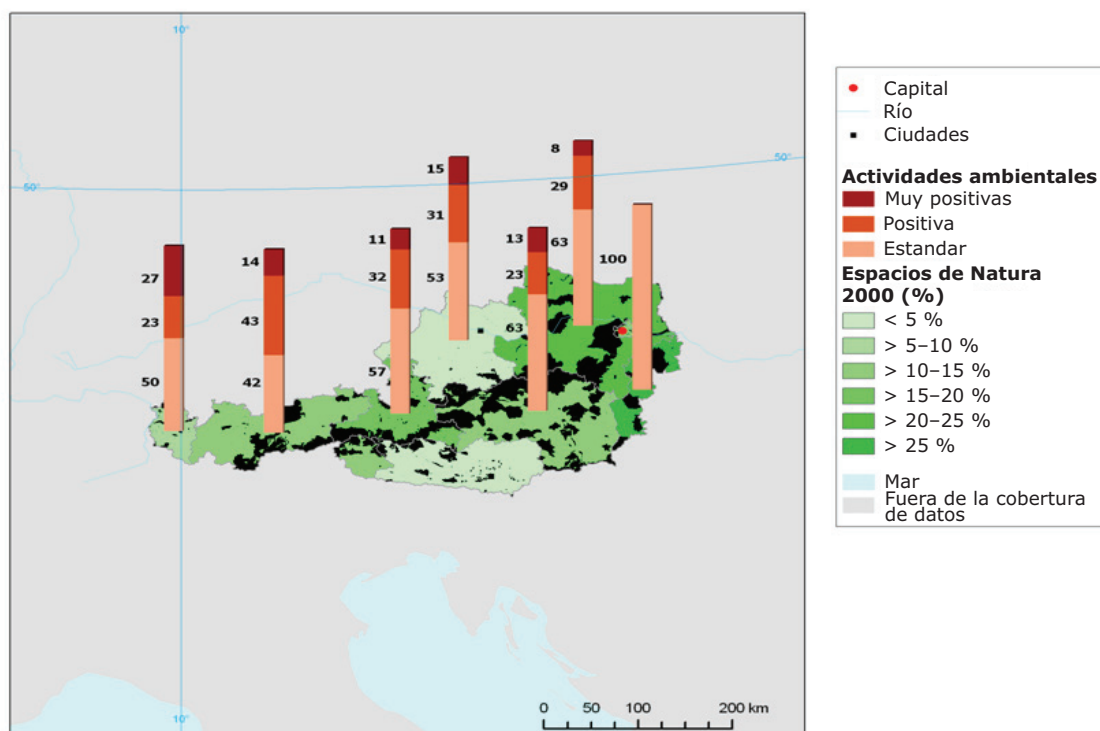 10°
50°
50°
8
15
29
31
11
13
63
100
27
14
32
23
53
23
43
63
57
50
42
10°
0 50 100 200 km
Capital
Río
Ciudades
Actividades ambientales
Muy positivas
Positiva
Estandar
Espacios de Natura
2000 (%)
< 5 %
> 5–10 %
> 10–15 %
> 15–20 %
> 20–25 %
> 25 %
Mar
Fuera de la cobertura
de datos